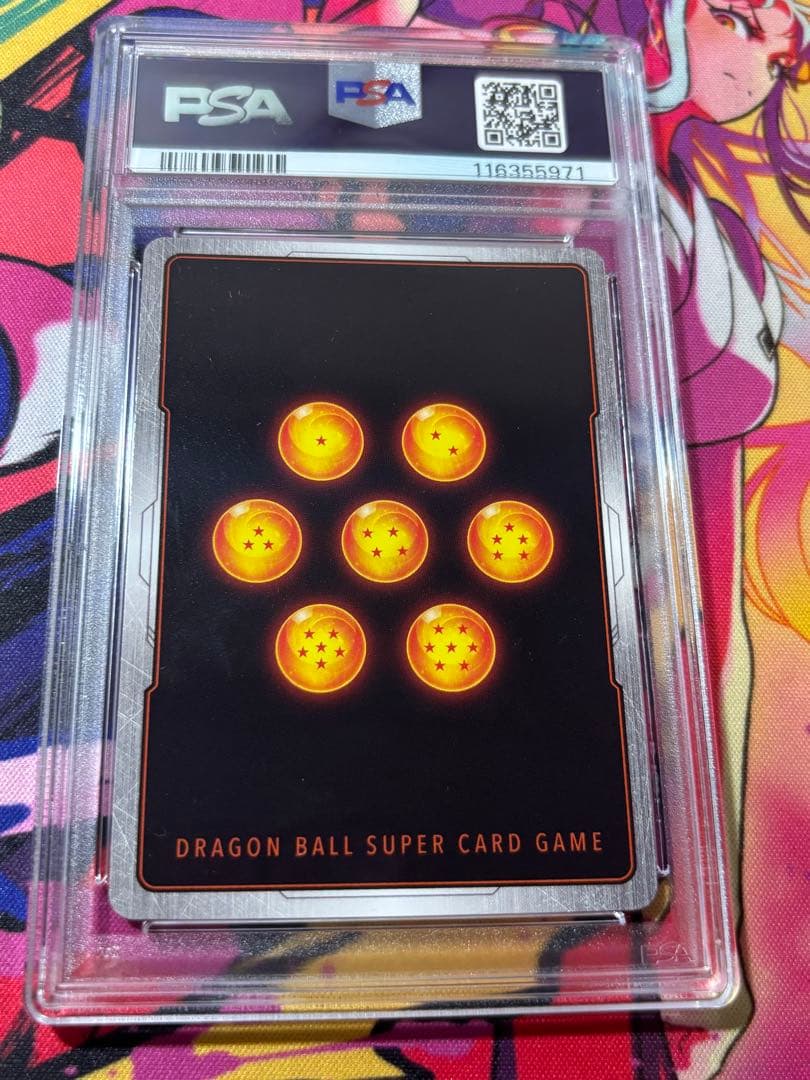 PSA
PSA
116355971
DRAGON BALL SUPER CARD GAME
PSA